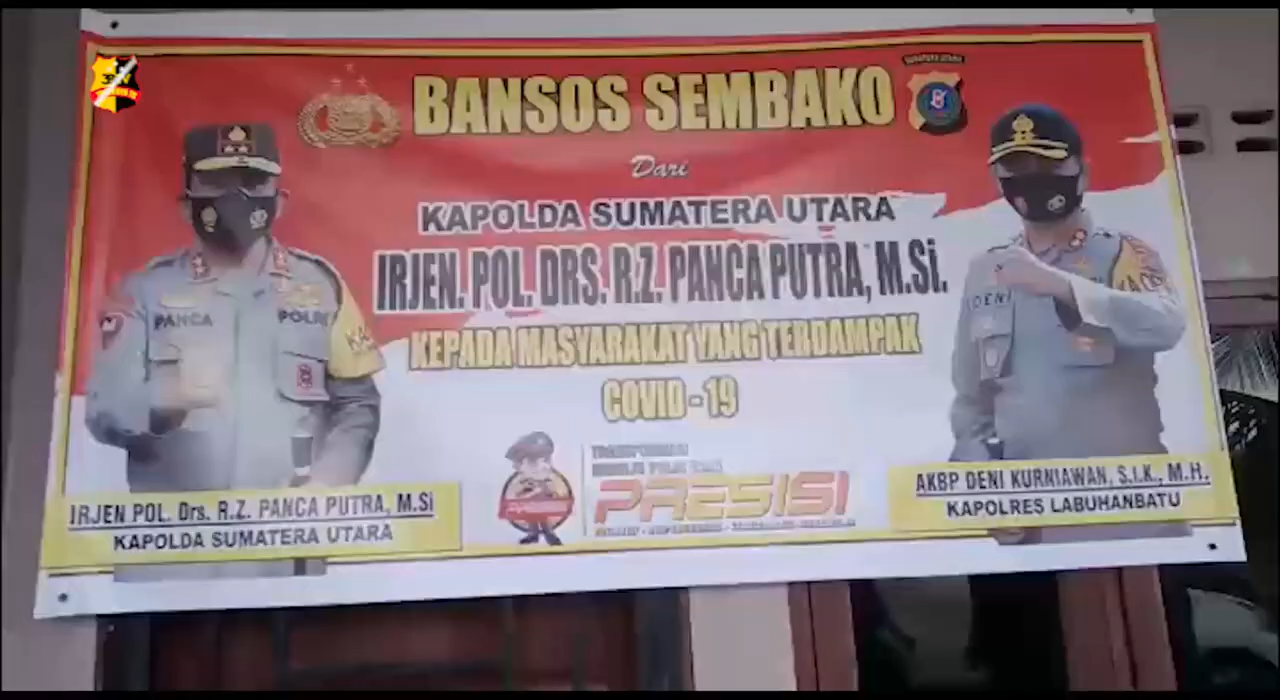 BANSOS SEMBAKO
Dari
KAPOLDA SUMATERA UTARA
IRJEN. POL. DRS. R.Z. PANCA PUTRA, M.Si.
KEPADA MASYARAKAT YANG TERDAMPAK
COVID - 19
PANCA
POLRI
DENI
PRESISI
IRJEN POL. Drs. R.Z. PANCA PUTRA, M.Si
KAPOLDA SUMATERA UTARA
AKBP DENI KURNIAWAN, S.I.K., M.H.
KAPOLRES LABUHANBATU